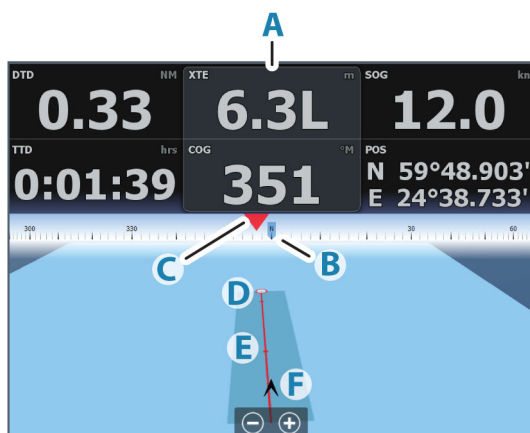 A
DTD NM XTE m SOG kn
0.33 6.3L 12.0
TTD hrs COG °M POS
0:01:39 351 N 59°48.903'
E 24°38.733'
300 330 N 30 60
C B
D
E
F